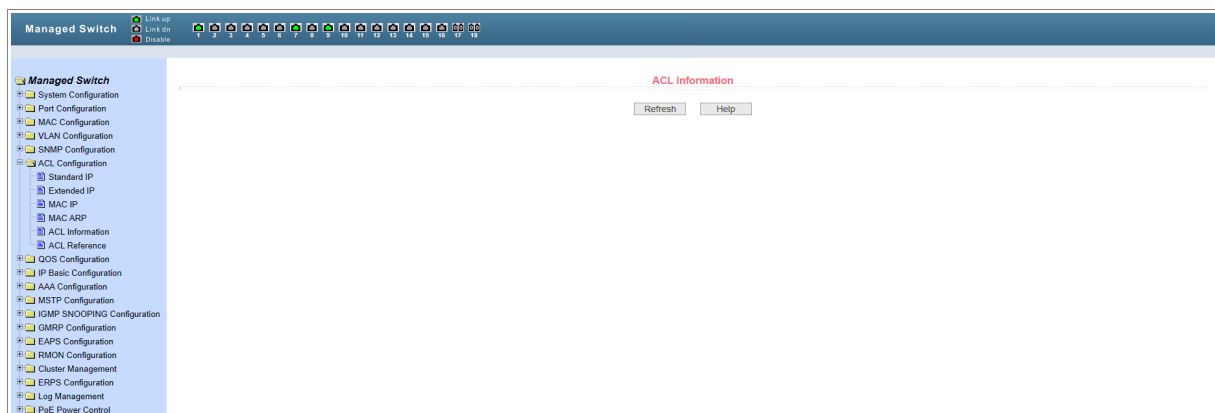 Managed Switch
Link up
Link dn
Disable
1 2 3 4 5 6 7 8 9 10 11 12 13 14 15 16 17 18
Managed Switch
System Configuration
Port Configuration
MAC Configuration
VLAN Configuration
SNMP Configuration
ACL Configuration
Standard IP
Extended IP
MAC IP
MAC ARP
ACL Information
ACL Reference
QOS Configuration
IP Basic Configuration
AAA Configuration
MSTP Configuration
IGMP SNOOPING Configuration
GMRP Configuration
EAPS Configuration
RMON Configuration
Cluster Management
ERPS Configuration
Log Management
PoE Power Control
ACL Information
Refresh Help